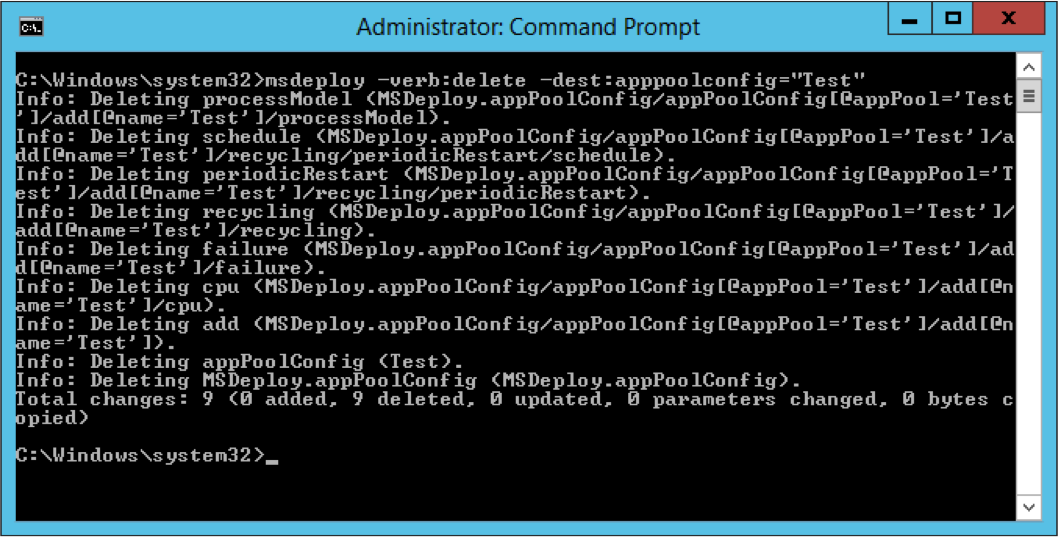 C:\.
Administrator: Command Prompt
C:\Windows\system32>msdeploy -verb:delete -dest:apppoolconfig="Test"
Info: Deleting processModel (MSDeploy.appPoolConfig/appPoolConfig[@appPool='Test
']/add[@name='Test']/processModel).
Info: Deleting schedule (MSDeploy.appPoolConfig/appPoolConfig[@appPool='Test']/a
dd[@name='Test']/recycling/periodicRestart/schedule).
Info: Deleting periodicRestart (MSDeploy.appPoolConfig/appPoolConfig[@appPool='T
est']/add[@name='Test']/recycling/periodicRestart).
Info: Deleting recycling (MSDeploy.appPoolConfig/appPoolConfig[@appPool='Test']/
add[@name='Test']/recycling).
Info: Deleting failure (MSDeploy.appPoolConfig/appPoolConfig[@appPool='Test']/ad
d[@name='Test']/failure).
Info: Deleting cpu (MSDeploy.appPoolConfig/appPoolConfig[@appPool='Test']/add[@n
ame='Test']/cpu).
Info: Deleting add (MSDeploy.appPoolConfig/appPoolConfig[@appPool='Test']/add[@n
ame='Test']).
Info: Deleting appPoolConfig (Test).
Info: Deleting MSDeploy.appPoolConfig (MSDeploy.appPoolConfig).
Total changes: 9 (0 added, 9 deleted, 0 updated, 0 parameters changed, 0 bytes c
opied)
C:\Windows\system32>_